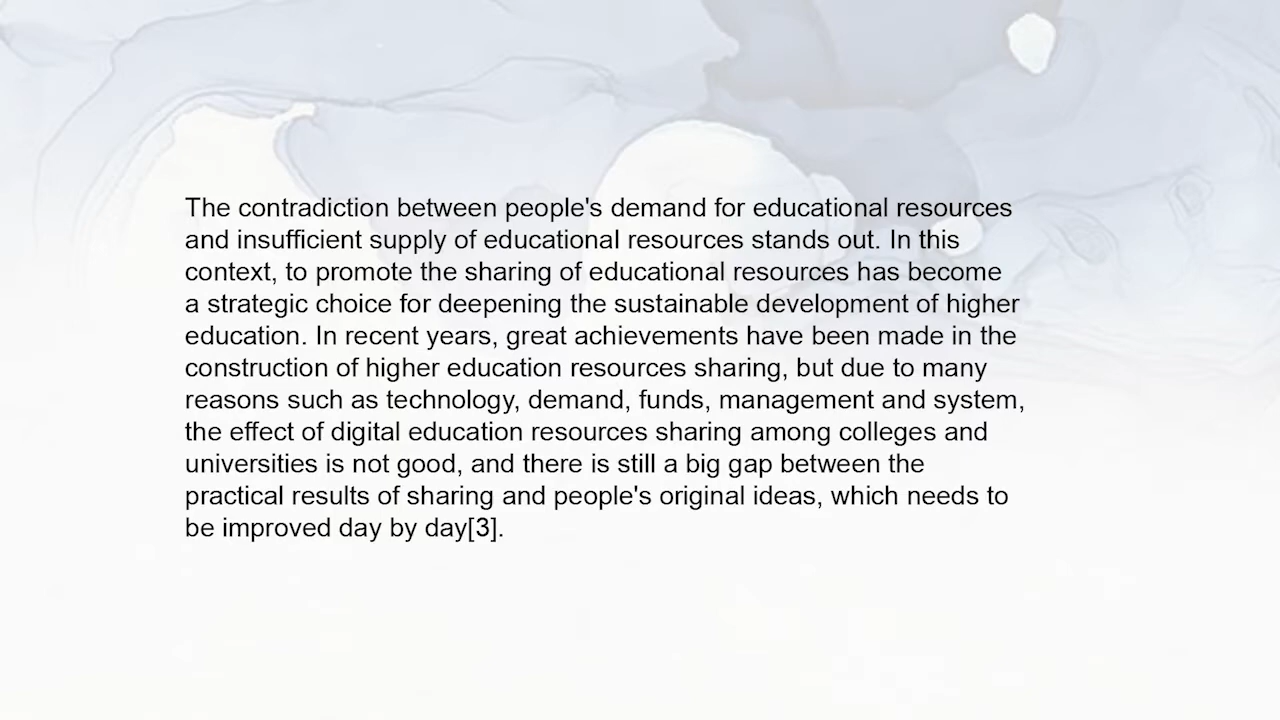 The contradiction between people's demand for educational resources
and insufficient supply of educational resources stands out. In this
context, to promote the sharing of educational resources has become
a strategic choice for deepening the sustainable development of higher
education. In recent years, great achievements have been made in the
construction of higher education resources sharing, but due to many
reasons such as technology, demand, funds, management and system,
the effect of digital education resources sharing among colleges and
universities is not good, and there is still a big gap between the
practical results of sharing and people's original ideas, which needs to
be improved day by day[3].